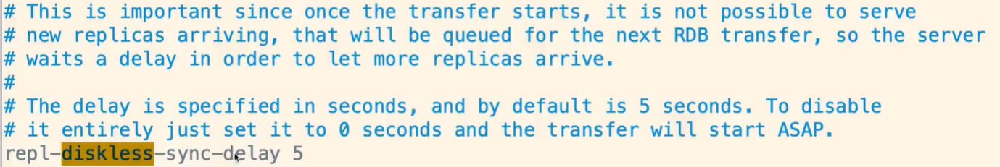 # This is important since once the transfer starts, it is not possible to serve
# new replicas arriving, that will be queued for the next RDB transfer, so the server
# waits a delay in order to let more replicas arrive.
#
# The delay is specified in seconds, and by default is 5 seconds. To disable
# it entirely just set it to 0 seconds and the transfer will start ASAP.
repl-diskless-sync-delay 5